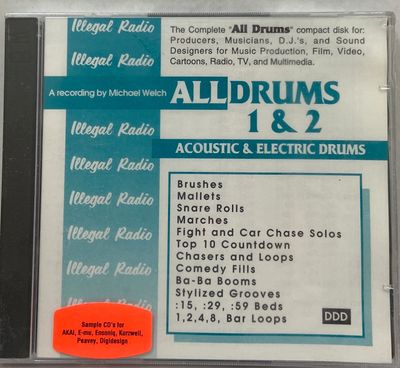 Illegal Radio
Illegal Radio
The Complete "All Drums" compact disk for:
Producers, Musicians, D.J.'s, and Sound
Designers for Music Production, Film, Video,
Cartoons, Radio, TV, and Multimedia.
A recording by Michael Welch
ALL DRUMS
1 & 2
Illegal Radio
ACOUSTIC & ELECTRIC DRUMS
Illegal Radio
Illegal Radio
Illegal Radio
Illegal Radio
Illegal Radio
Brushes
Mallets
Snare Rolls
Marches
Fight and Car Chase Solos
Top 10 Countdown
Chasers and Loops
Comedy Fills
Ba-Ba Booms
Stylized Grooves
:15, :29, :59 Beds
1,2,4,8, Bar Loops
DDD
Sample CD's for
AKAI, E-mu, Ensoniq, Kurzweil,
Peavey, Digidesign